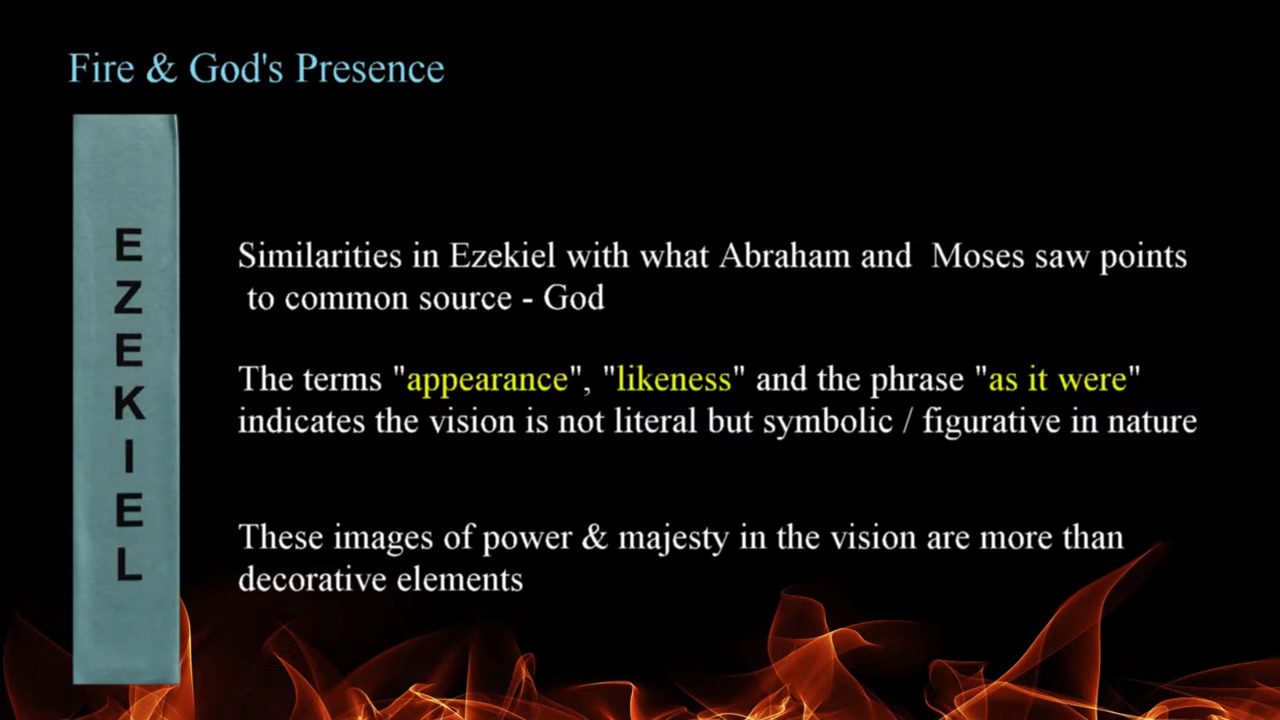 Fire & God's Presence
EZEKIEL
Similarities in Ezekiel with what Abraham and  Moses saw points
to common source - God
The terms "appearance", "likeness" and the phrase "as it were"
indicates the vision is not literal but symbolic / figurative in nature
These images of power & majesty in the vision are more than
decorative elements